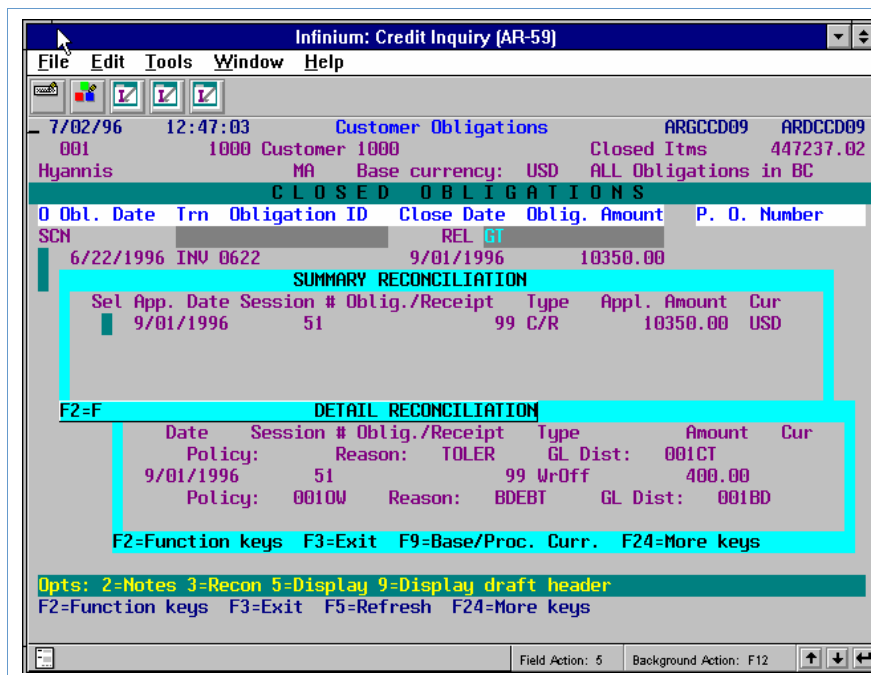 Infinium: Credit Inquiry (AR-59)
File Edit Tools Window Help
7/02/96 12:47:03 Customer Obligations ARGCCD09 ARDCCD09
001 1000 Customer 1000 Closed Itms 447237.02
Hyannis MA Base currency: USD ALL Obligations in BC
C L O S E D O B L I G A T I O N S
O Obl. Date Trn Obligation ID Close Date Oblig. Amount P. O. Number
SCN REL GT
6/22/1996 INV 0622 9/01/1996 10350.00
SUMMARY RECONCILIATION
Sel App. Date Session # Oblig./Receipt Type Appl. Amount Cur
9/01/1996 51 99 C/R 10350.00 USD
F2=F DETAIL RECONCILIATION
Date Session # Oblig./Receipt Type Amount Cur
Policy: Reason: TOLER GL Dist: 001CT
9/01/1996 51 99 WrOff 400.00
Policy: 001OW Reason: BDEBT GL Dist: 001BD
F2=Function keys F3=Exit F9=Base/Proc. Curr. F24=More keys
Opts: 2=Notes 3=Recon 5=Display 9=Display draft header
F2=Function keys F3=Exit F5=Refresh F24=More keys
Field Action: 5 Background Action: F12